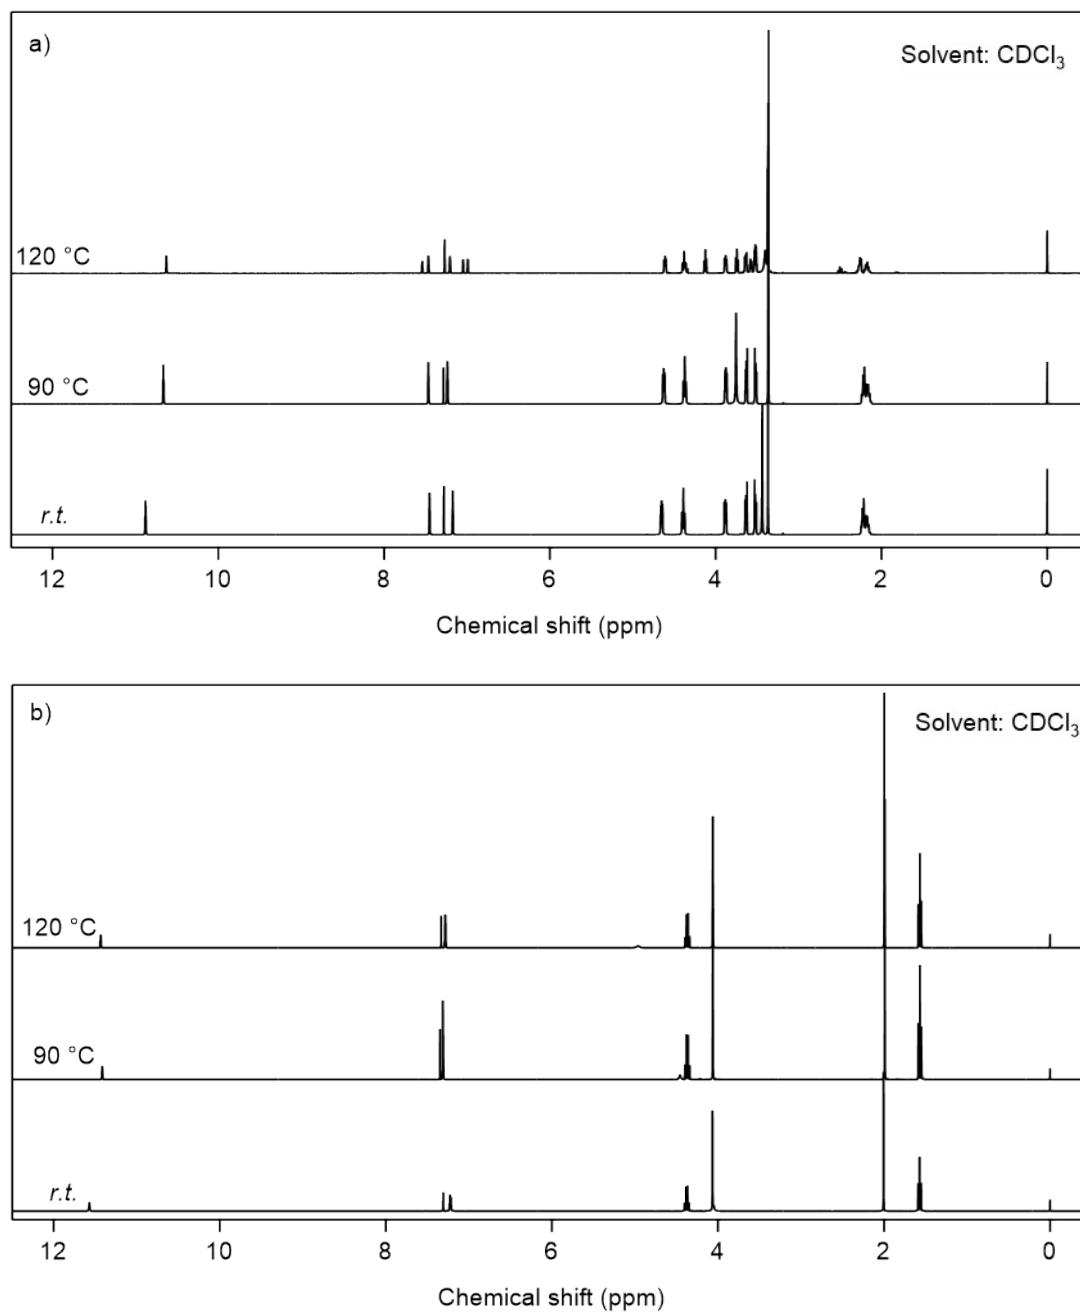 a)
Solvent: CDCl₃
120 °C
90 °C
r.t.
12 10 8 6 4 2 0
Chemical shift (ppm)
b)
Solvent: CDCl₃
120 °C
90 °C
r.t.
12 10 8 6 4 2 0
Chemical shift (ppm)